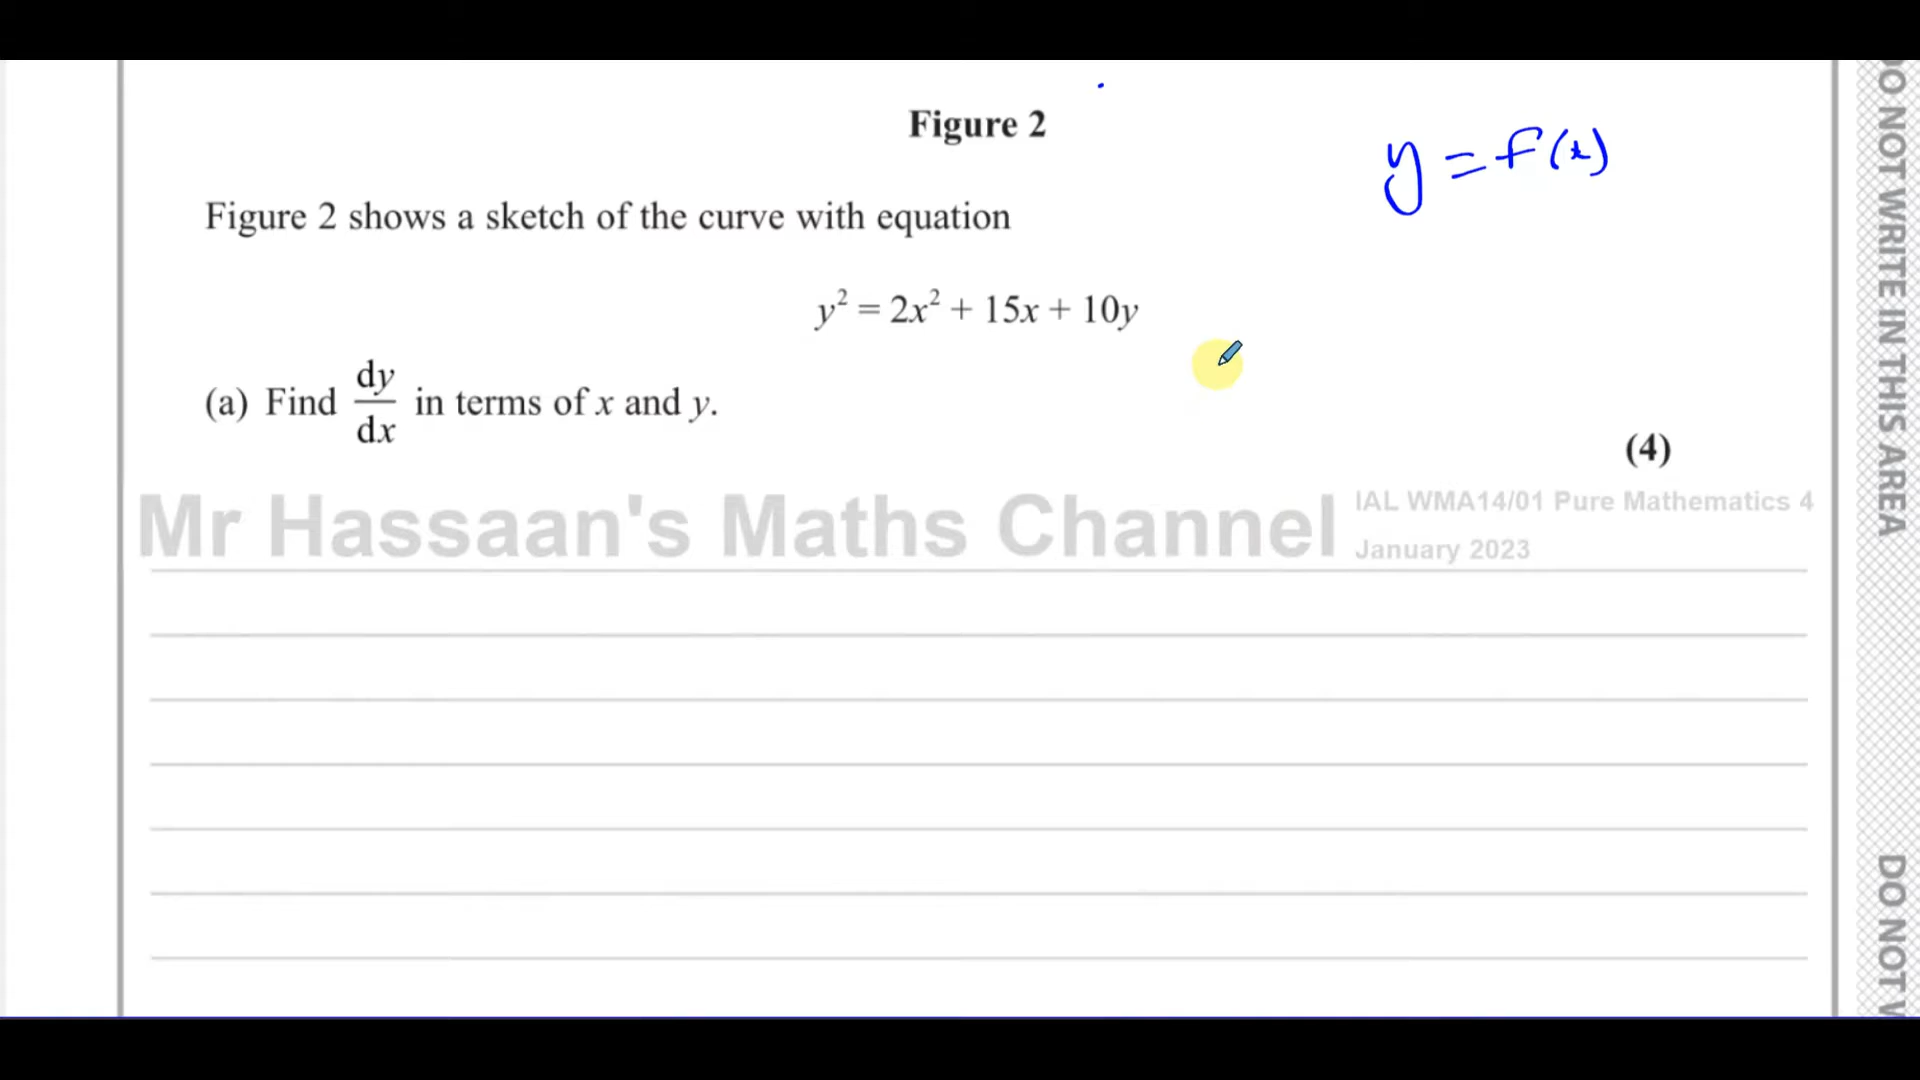 Figure 2
y = f(x)
Figure 2 shows a sketch of the curve with equation
y² = 2x² + 15x + 10y
(a) Find dy/dx in terms of x and y.
(4)
Mr Hassaan's Maths Channel
IAL WMA14/01 Pure Mathematics 4
January 2023
DO NOT WRITE IN THIS AREA
DO NOT W